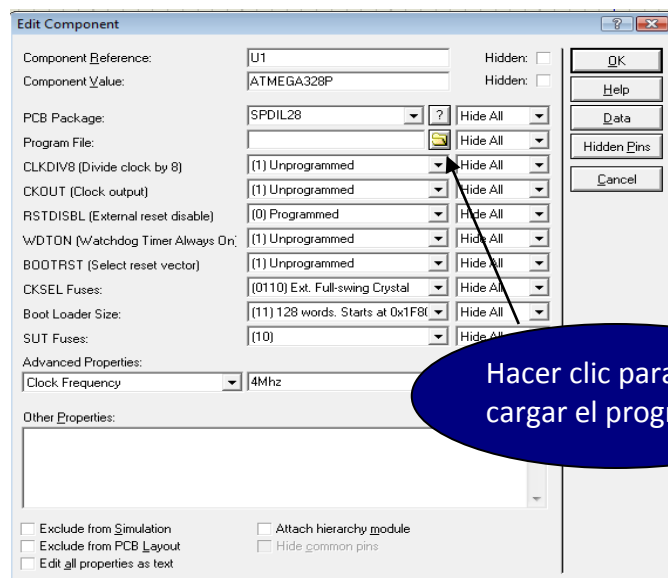 Edit Component
Component Reference: U1 Hidden: OK
Component Value: ATMEGA328P Hidden: Help
PCB Package: SPDIL28 ? Hide All Data
Program File: Hide All Hidden Pins
CLKDIV8 (Divide clock by 8) (1) Unprogrammed Hide All Cancel
CKOUT (Clock output) (1) Unprogrammed Hide All
RSTDISBL (External reset disable) (0) Programmed Hide All
WDTON (Watchdog Timer Always On) (1) Unprogrammed Hide All
BOOTRST (Select reset vector) (1) Unprogrammed Hide All
CKSEL Fuses: (0110) Ext. Full-swing Crystal Hide All
Boot Loader Size: (11) 128 words. Starts at 0x1F80 Hide All
SUT Fuses: (10) Hide All
Advanced Properties:
Clock Frequency 4Mhz
Hacer clic para
cargar el progr
Other Properties:
Exclude from Simulation Attach hierarchy module
Exclude from PCB Layout Hide common pins
Edit all properties as text